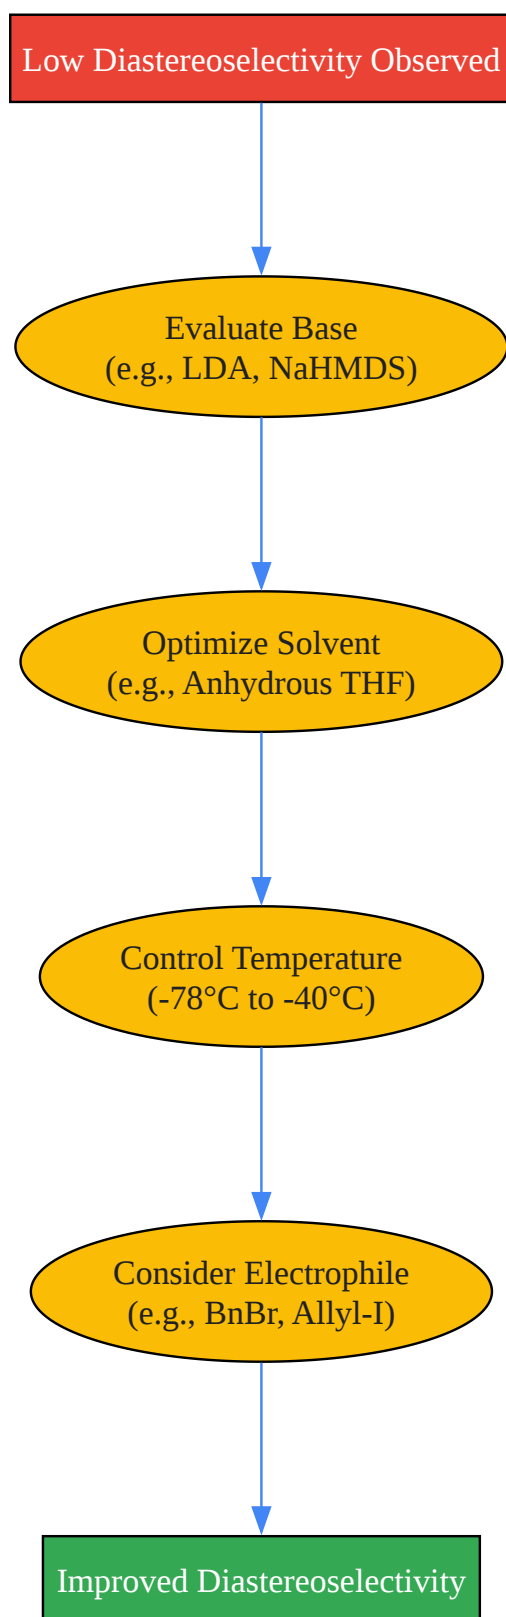 Low Diastereoselectivity Observed
Evaluate Base
(e.g., LDA, NaHMDS)
Optimize Solvent
(e.g., Anhydrous THF)
Control Temperature
(-78°C to -40°C)
Consider Electrophile
(e.g., BnBr, Allyl-I)
Improved Diastereoselectivity